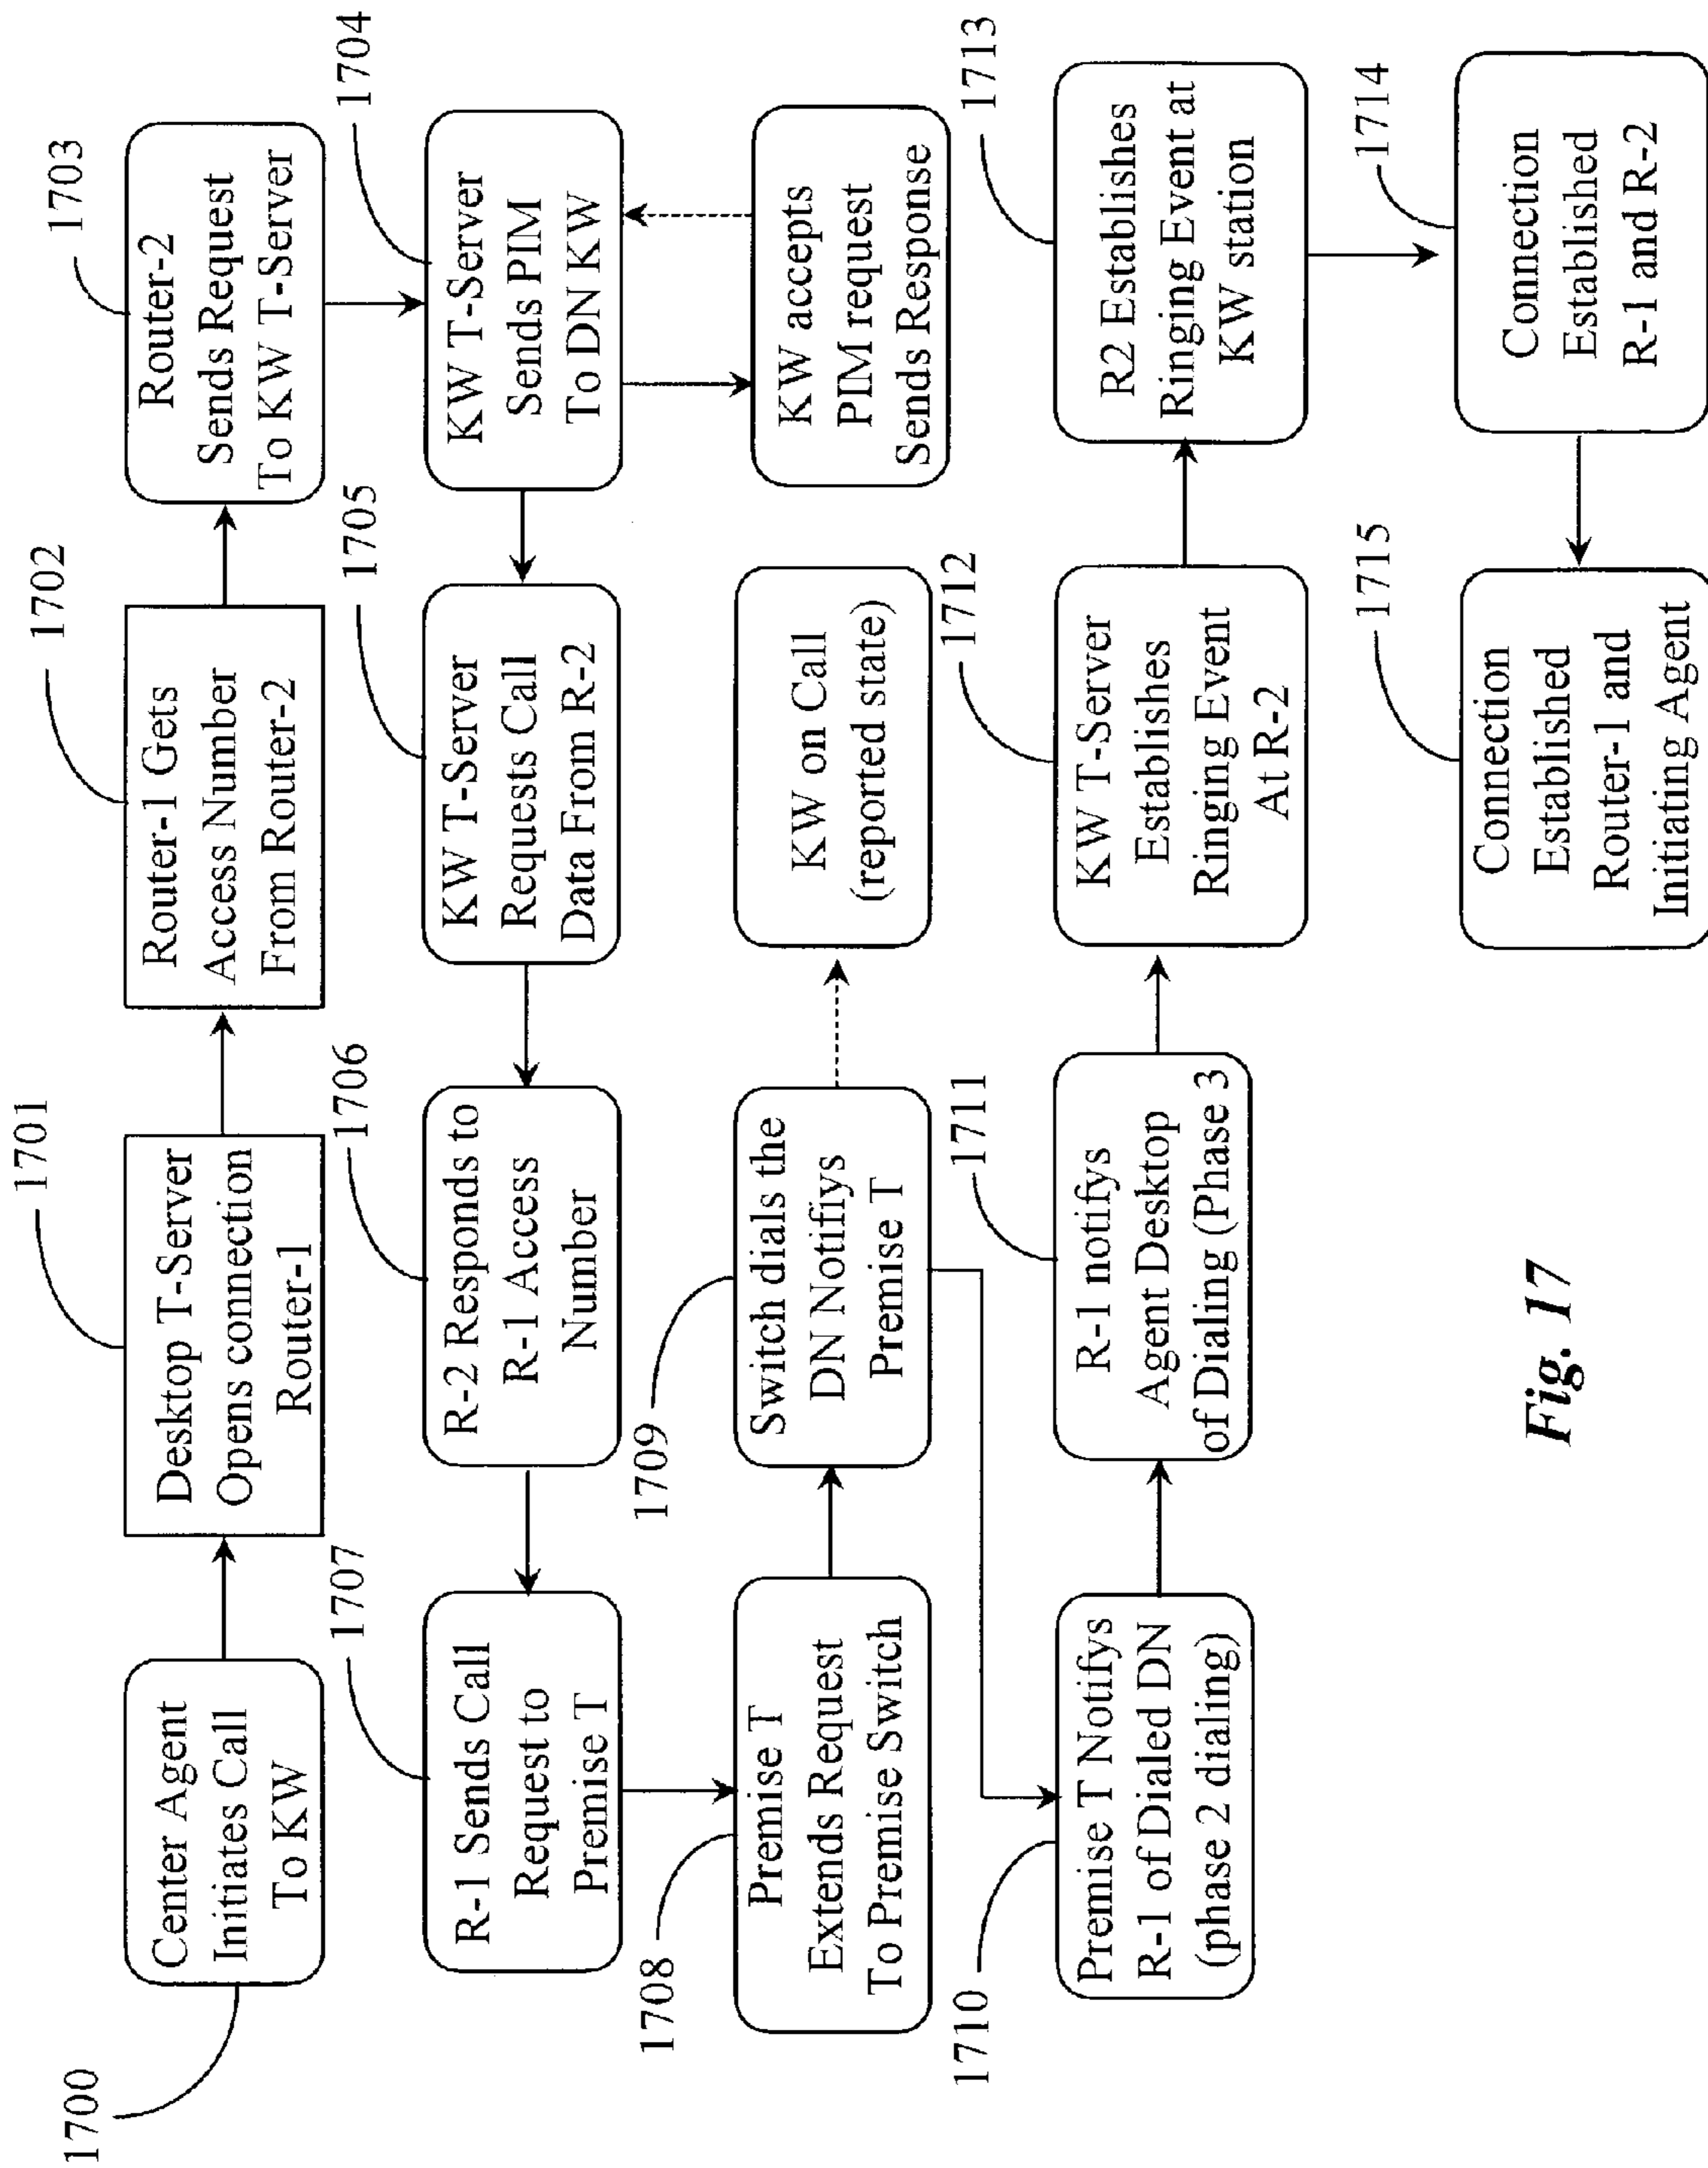 1700
Center Agent
Initiates Call
To KW
1701
Desktop T-Server
Opens connection
Router-1
1702
Router-1 Gets
Access Number
From Router-2
1703
Router-2
Sends Request
To KW T-Server
1704
KW T-Server
Sends PIM
To DN KW
KW accepts
PIM request
Sends Response
1705
KW T-Server
Requests Call
Data From R-2
1706
R-2 Responds to
R-1 Access
Number
1707
R-1 Sends Call
Request to
Premise T
1708
Premise T
Extends Request
To Premise Switch
1709
Switch dials the
DN Notifiys
Premise T
KW on Call
(reported state)
1710
Premise T Notifys
R-1 of Dialed DN
(phase 2 dialing)
1711
R-1 notifys
Agent Desktop
of Dialing (Phase 3
1712
KW T-Server
Establishes
Ringing Event
At R-2
1713
R2 Establishes
Ringing Event at
KW station
1714
Connection
Established
R-1 and R-2
1715
Connection
Established
Router-1 and
Initiating Agent
Fig. 17